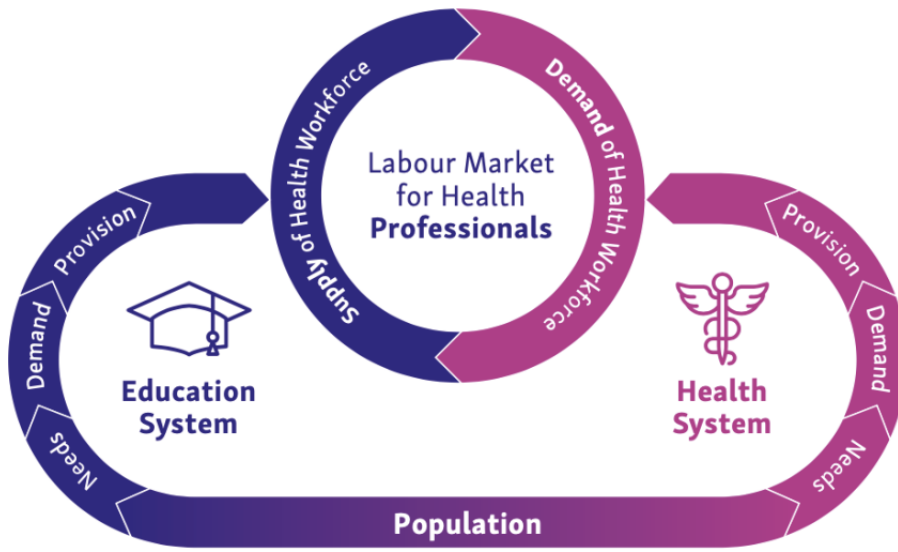 Supply of Health Workforce
Demand of Health Workforce
Labour Market
for Health
Professionals
Provision
Demand
Needs
Education
System
Provision
Demand
Needs
Health
System
Population